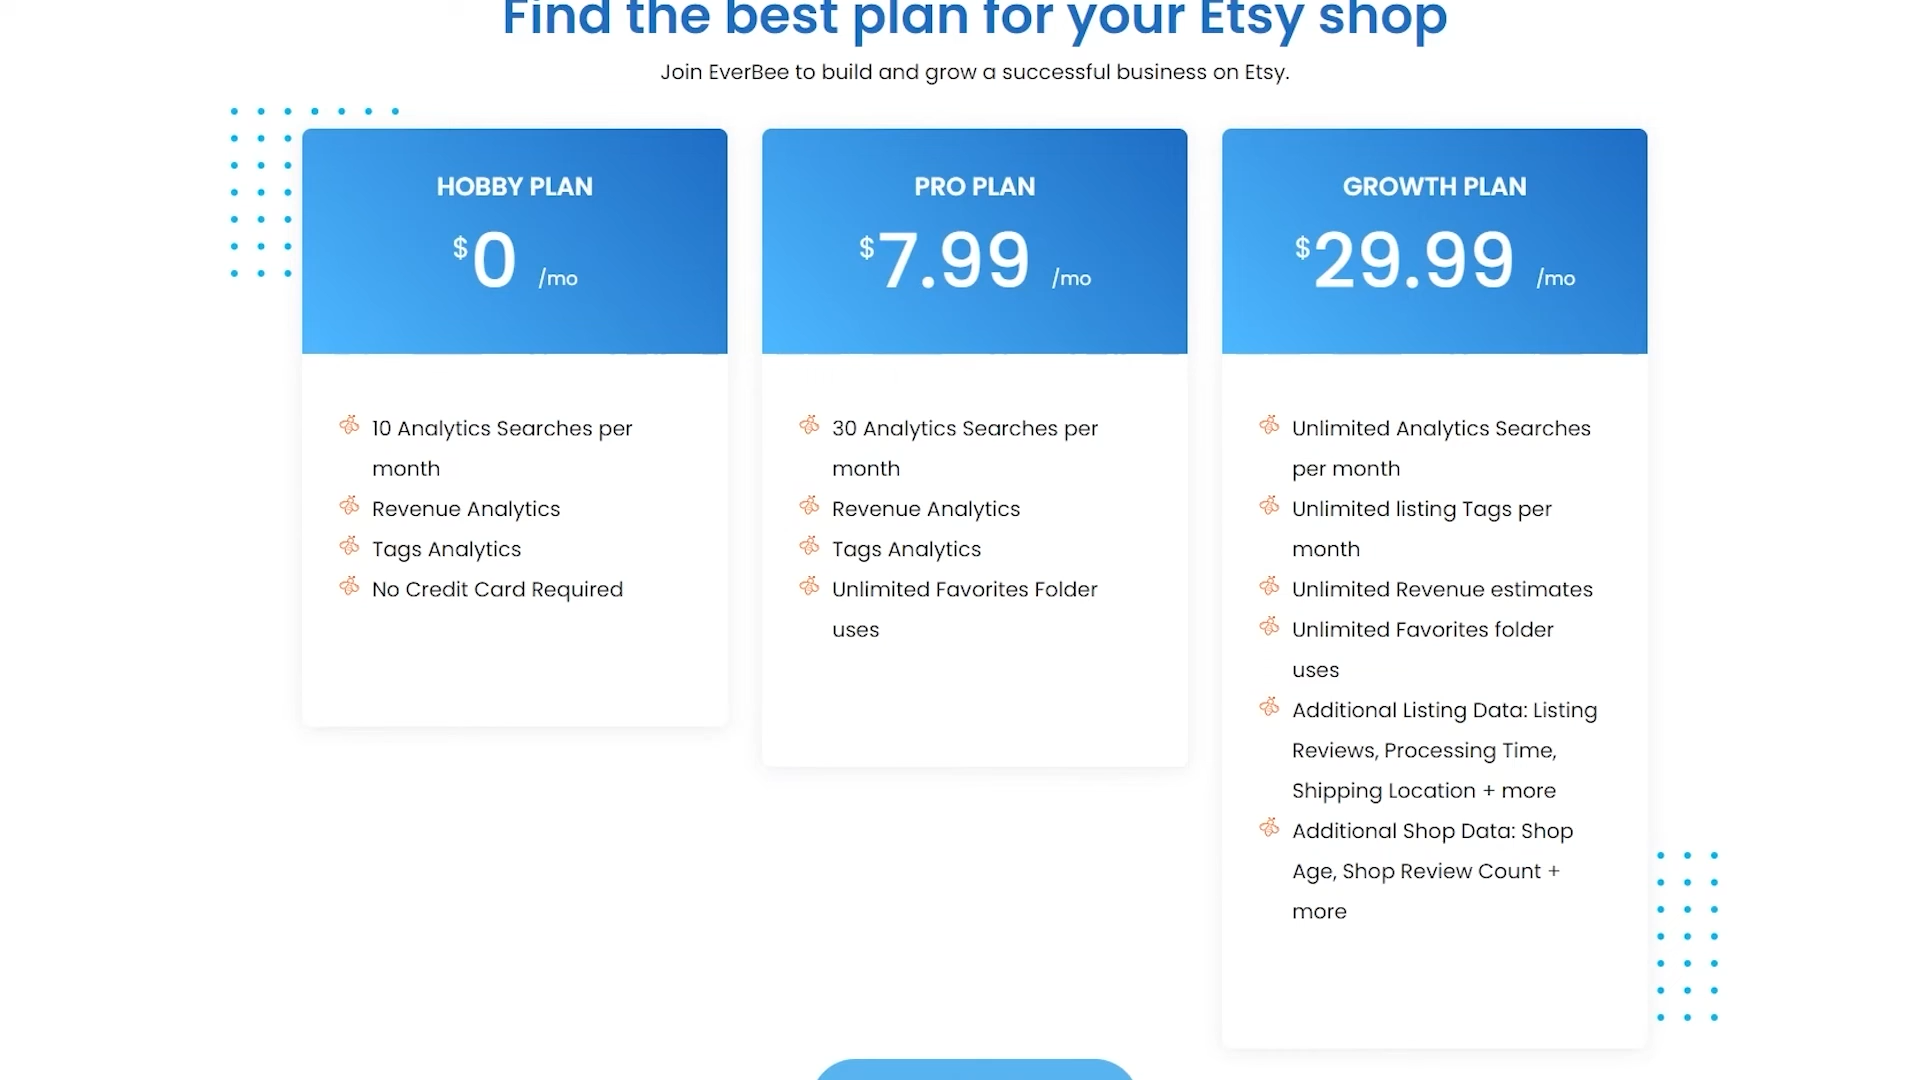 Find the best plan for your Etsy shop
Join EverBee to build and grow a successful business on Etsy.
HOBBY PLAN
$0 /mo
10 Analytics Searches per
month
Revenue Analytics
Tags Analytics
No Credit Card Required
PRO PLAN
$7.99 /mo
30 Analytics Searches per
month
Revenue Analytics
Tags Analytics
Unlimited Favorites Folder
uses
GROWTH PLAN
$29.99 /mo
Unlimited Analytics Searches
per month
Unlimited listing Tags per
month
Unlimited Revenue estimates
Unlimited Favorites folder
uses
Additional Listing Data: Listing
Reviews, Processing Time,
Shipping Location + more
Additional Shop Data: Shop
Age, Shop Review Count +
more